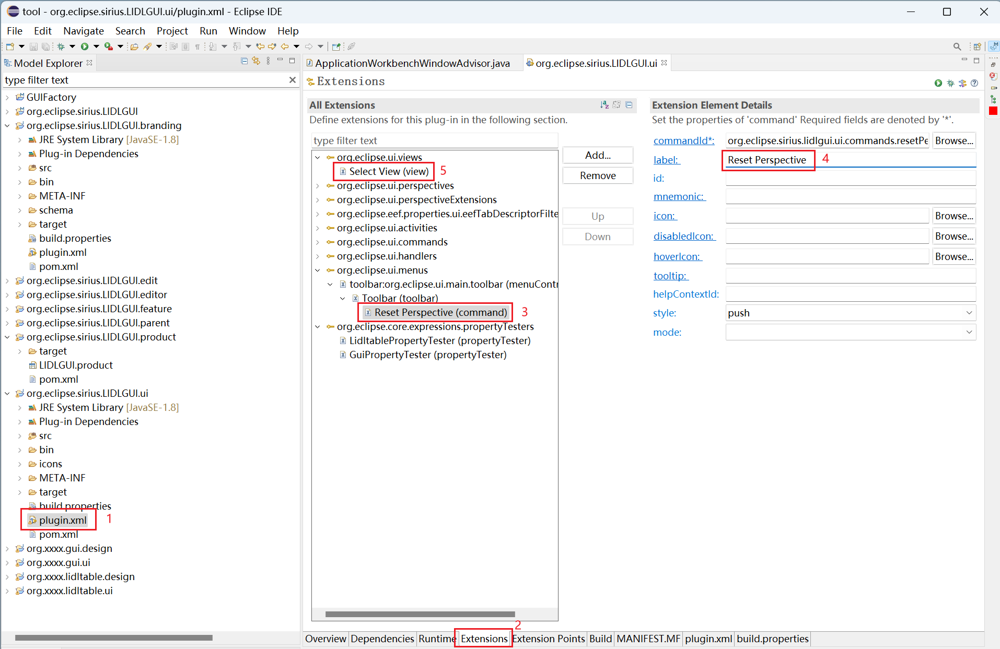 tool - org.eclipse.sirius.LIDLGUI.ui/plugin.xml - Eclipse IDE
File Edit Navigate Search Project Run Window Help
Model Explorer
type filter text
GUIFactory
org.eclipse.sirius.LIDLGUI
org.eclipse.sirius.LIDLGUI.branding
JRE System Library [JavaSE-1.8]
Plug-in Dependencies
src
bin
META-INF
schema
target
build.properties
plugin.xml
pom.xml
org.eclipse.sirius.LIDLGUI.edit
org.eclipse.sirius.LIDLGUI.editor
org.eclipse.sirius.LIDLGUI.feature
org.eclipse.sirius.LIDLGUI.parent
org.eclipse.sirius.LIDLGUI.product
target
LIDLGUI.product
pom.xml
org.eclipse.sirius.LIDLGUI.ui
JRE System Library [JavaSE-1.8]
Plug-in Dependencies
src
bin
icons
META-INF
target
build.properties
plugin.xml 1
pom.xml
org.xxxx.gui.design
org.xxxx.gui.ui
org.xxxx.lidltable.design
org.xxxx.lidltable.ui
ApplicationWorkbenchWindowAdvisor.java
org.eclipse.sirius.LIDLGUI.ui
Extensions
All Extensions
Define extensions for this plug-in in the following section.
type filter text
org.eclipse.ui.views
Select View (view) 5
org.eclipse.ui.perspectives
org.eclipse.ui.perspectiveExtensions
org.eclipse.eef.properties.ui.eefTabDescriptorFilte
org.eclipse.ui.activities
org.eclipse.ui.commands
org.eclipse.ui.handlers
org.eclipse.ui.menus
toolbar:org.eclipse.ui.main.toolbar (menuContr
Toolbar (toolbar)
Reset Perspective (command) 3
org.eclipse.core.expressions.propertyTesters
LidltablePropertyTester (propertyTester)
GuiPropertyTester (propertyTester)
Add...
Remove
Up
Down
Extension Element Details
Set the properties of 'command' Required fields are denoted by '*'.
commandId*: org.eclipse.sirius.lidlgui.ui.commands.resetPe Browse...
label: Reset Perspective 4
id:
mnemonic:
icon: Browse...
disabledIcon: Browse...
hoverIcon: Browse...
tooltip:
helpContextId:
style: push
mode:
2
Overview Dependencies Runtime Extensions Extension Points Build MANIFEST.MF plugin.xml build.properties